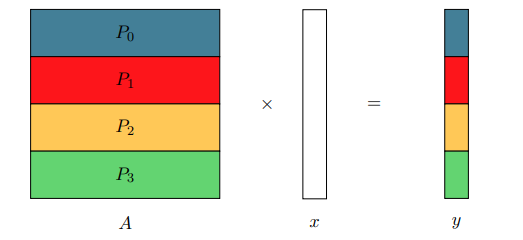 P₀
P₁
× =
P₂
P₃
A x y